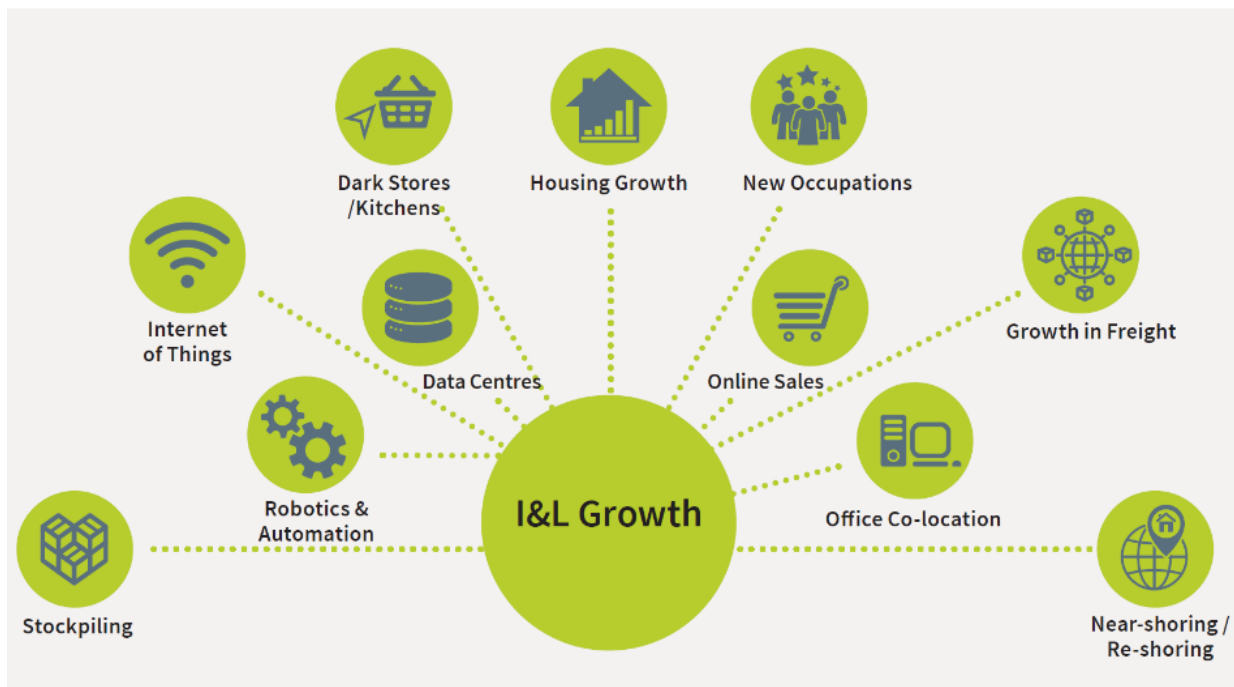 Dark Stores
/Kitchens
Housing Growth
New Occupations
Internet
of Things
Growth in Freight
Data Centres
Online Sales
Robotics &
Automation
I&L Growth
Office Co-location
Stockpiling
Near-shoring /
Re-shoring